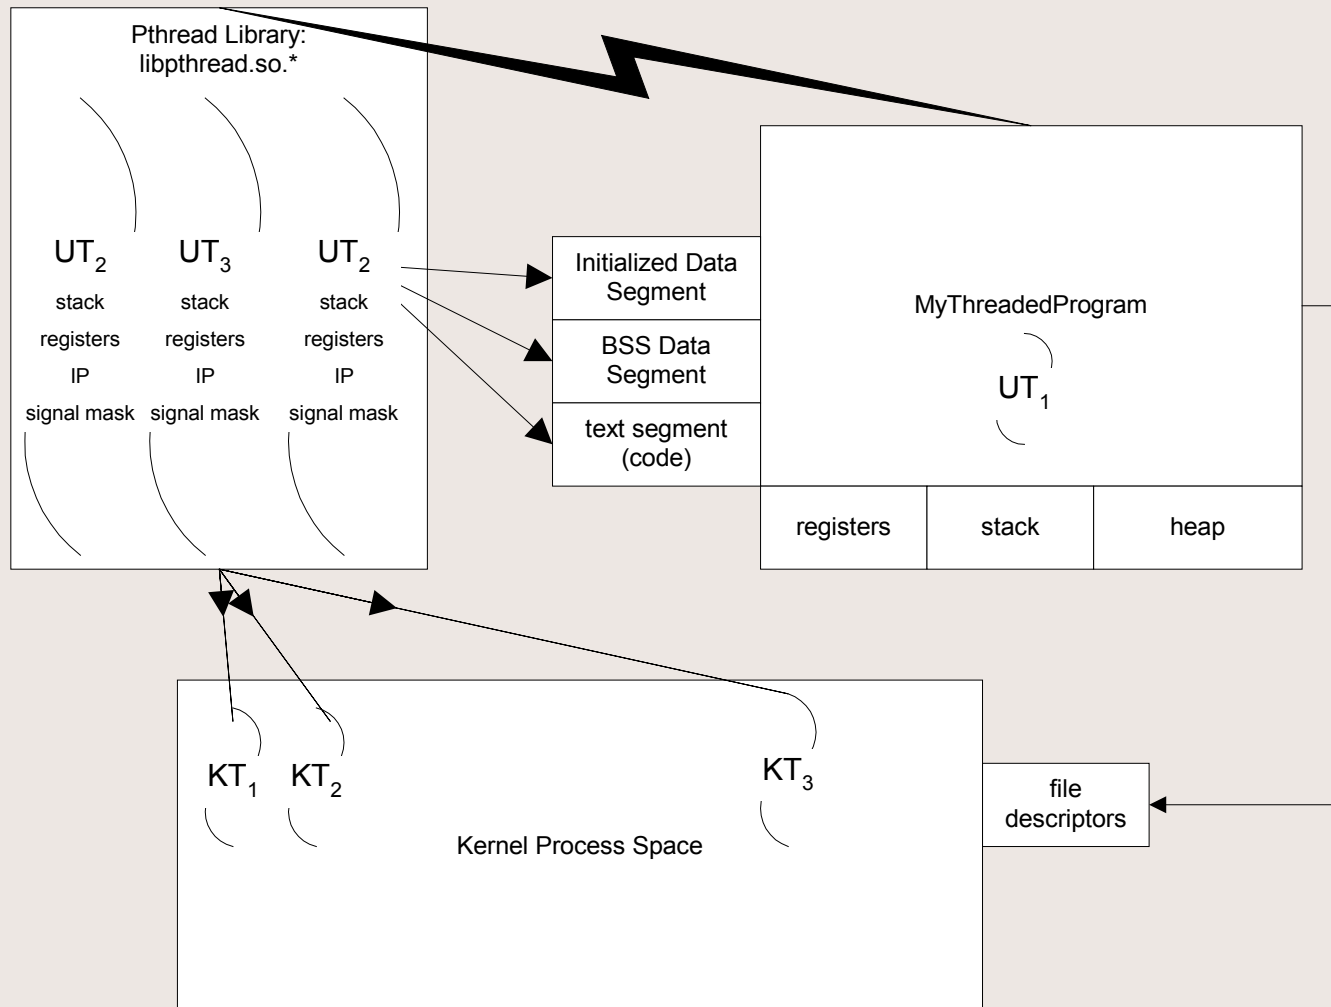 Pthread Library:
libpthread.so.*
UT2
stack
registers
IP
signal mask
UT3
stack
registers
IP
signal mask
UT2
stack
registers
IP
signal mask
Initialized Data
Segment
BSS Data
Segment
text segment
(code)
MyThreadedProgram
UT1
registers
stack
heap
KT1
KT2
KT3
Kernel Process Space
file
descriptors